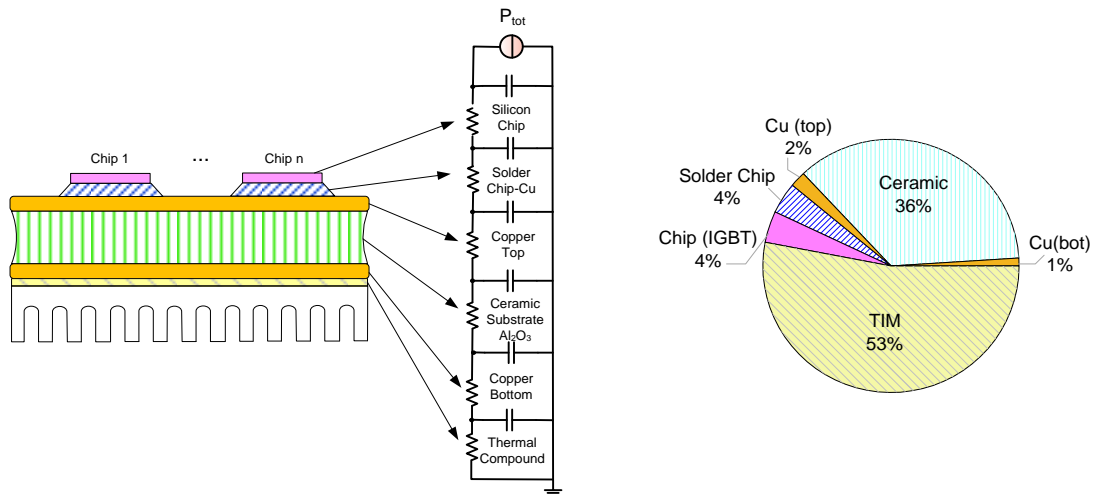 P_tot
Chip 1
...
Chip n
Silicon
Chip
Solder
Chip-Cu
Copper
Top
Ceramic
Substrate
Al₂O₃
Copper
Bottom
Thermal
Compound
Cu (top)
2%
Solder Chip
4%
Chip (IGBT)
4%
Ceramic
36%
Cu(bot)
1%
TIM
53%